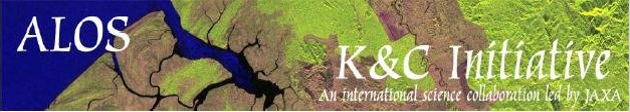 ALOS
K&C Initiative
An international science collaboration led by JAXA